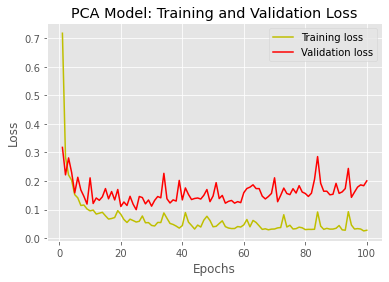 PCA Model: Training and Validation Loss
Training loss
Validation loss
Loss
0.7
0.6
0.5
0.4
0.3
0.2
0.1
0.0
0 20 40 60 80 100
Epochs